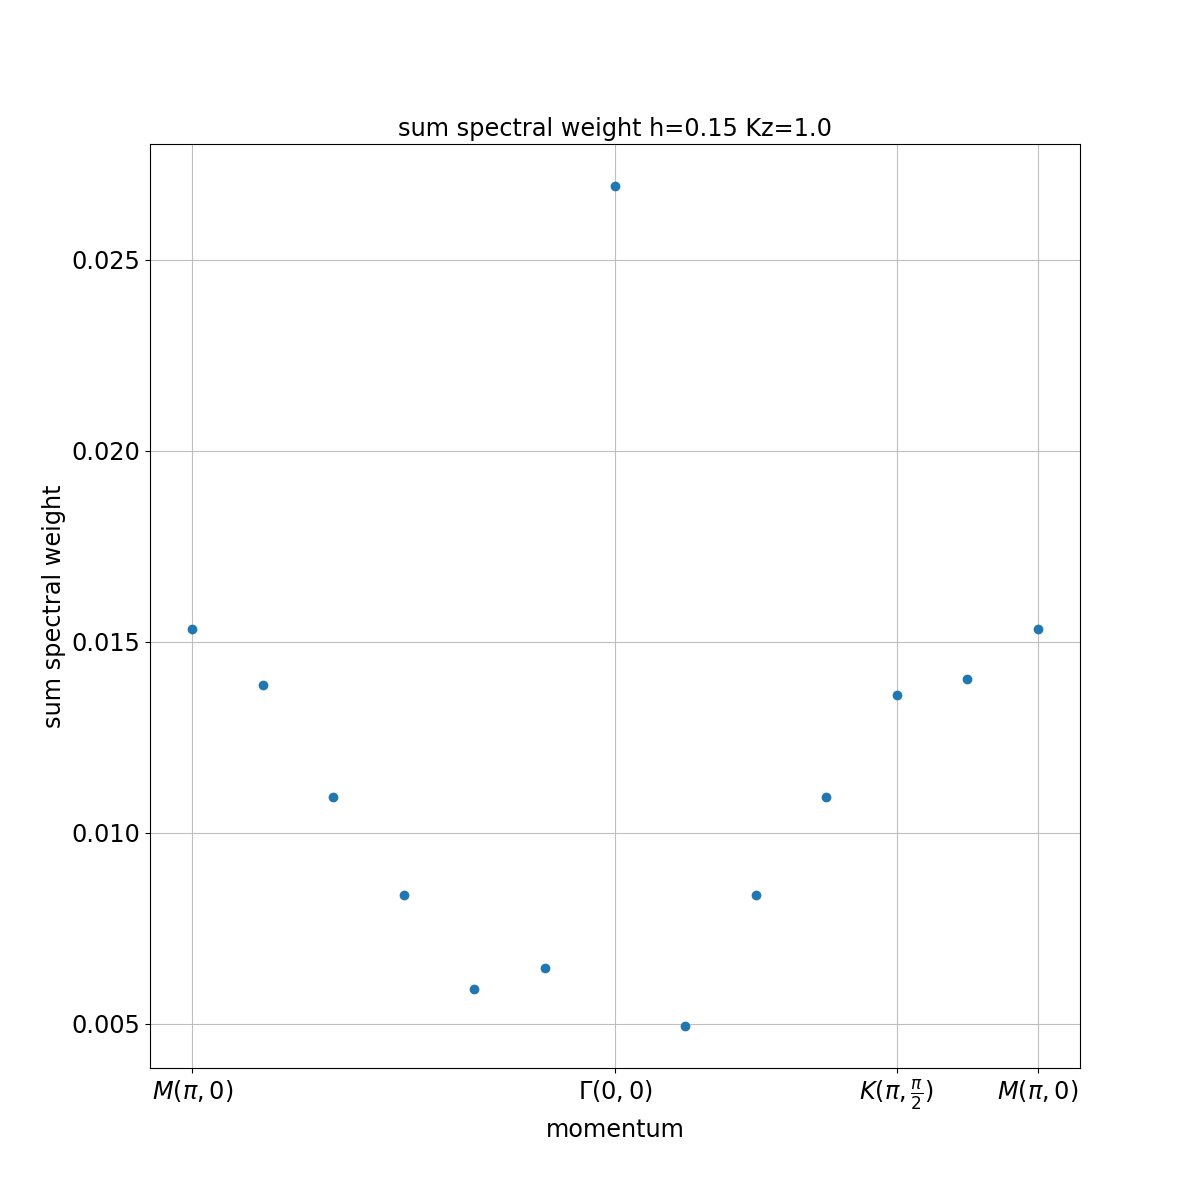 sum spectral weight h=0.15 Kz=1.0
0.025
0.020
0.015
0.010
0.005
sum spectral weight
M(π, 0)
Γ(0, 0)
K(π, π/2)
M(π, 0)
momentum